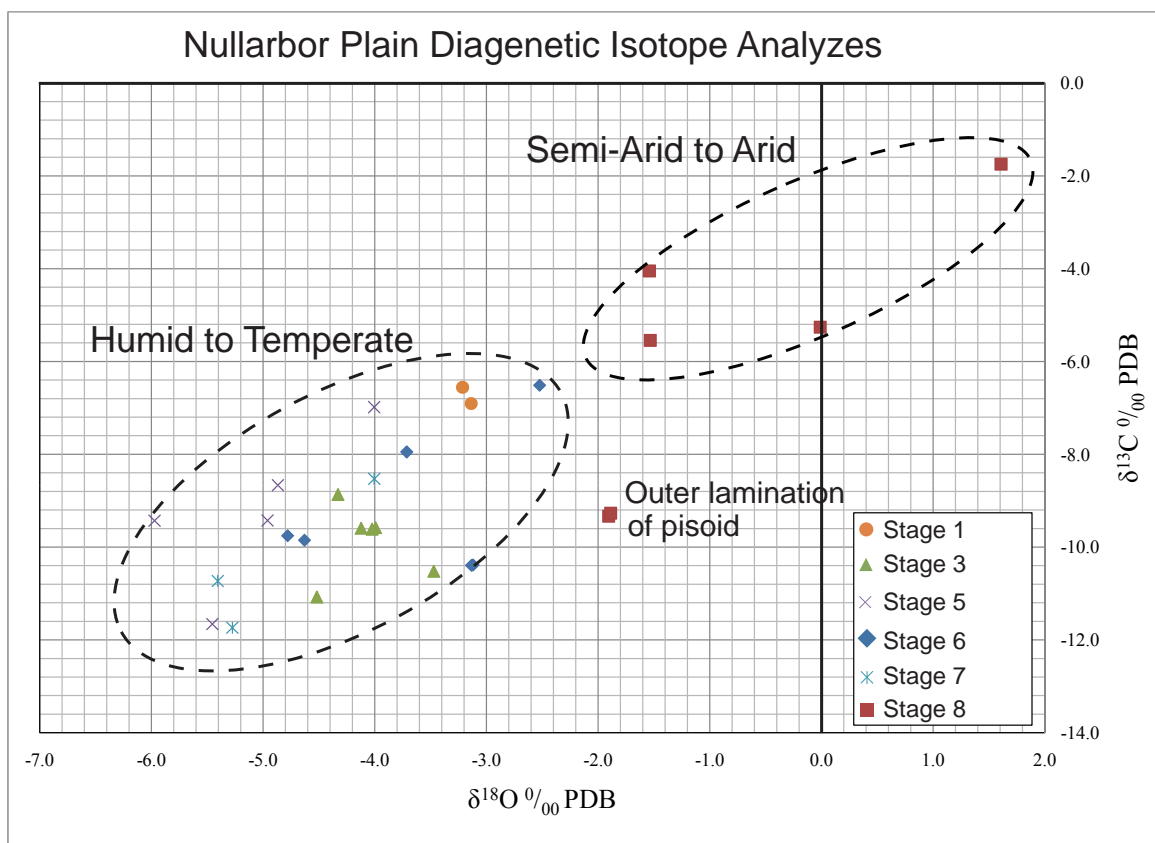 Nullarbor Plain Diagenetic Isotope Analyzes
0.0
Semi-Arid to Arid
-2.0
-4.0
Humid to Temperate
-6.0
δ¹³C ⁰/₀₀ PDB
-8.0
Outer lamination
of pisoid
Stage 1
-10.0
Stage 3
Stage 5
Stage 6
-12.0
Stage 7
Stage 8
-14.0
-7.0 -6.0 -5.0 -4.0 -3.0 -2.0 -1.0 0.0 1.0 2.0
δ¹⁸O ⁰/₀₀ PDB